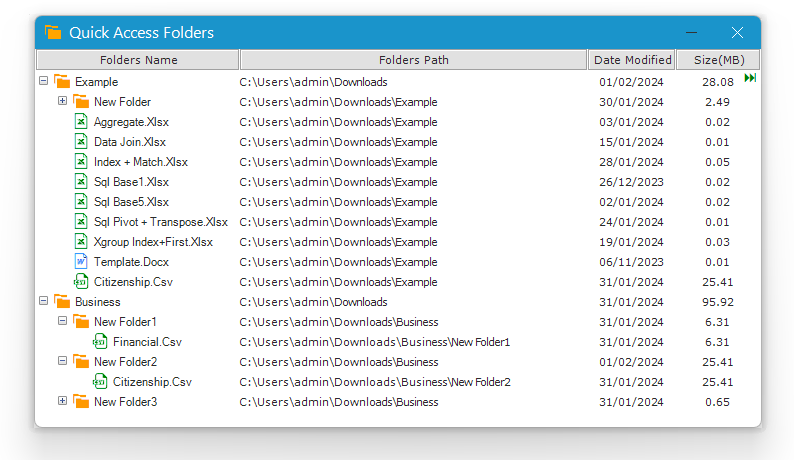 Quick Access Folders
Folders Name Folders Path Date Modified Size(MB)
Example C:\Users\admin\Downloads 01/02/2024 28.08
New Folder C:\Users\admin\Downloads\Example 30/01/2024 2.49
Aggregate.Xlsx C:\Users\admin\Downloads\Example 03/01/2024 0.02
Data Join.Xlsx C:\Users\admin\Downloads\Example 15/01/2024 0.01
Index + Match.Xlsx C:\Users\admin\Downloads\Example 28/01/2024 0.05
Sql Base1.Xlsx C:\Users\admin\Downloads\Example 26/12/2023 0.02
Sql Base5.Xlsx C:\Users\admin\Downloads\Example 02/01/2024 0.02
Sql Pivot + Transpose.Xlsx C:\Users\admin\Downloads\Example 24/01/2024 0.01
Xgroup Index+First.Xlsx C:\Users\admin\Downloads\Example 19/01/2024 0.03
Template.Docx C:\Users\admin\Downloads\Example 06/11/2023 0.01
Citizenship.Csv C:\Users\admin\Downloads\Example 31/01/2024 25.41
Business C:\Users\admin\Downloads 31/01/2024 95.92
New Folder1 C:\Users\admin\Downloads\Business 31/01/2024 6.31
Financial.Csv C:\Users\admin\Downloads\Business\New Folder1 31/01/2024 6.31
New Folder2 C:\Users\admin\Downloads\Business 01/02/2024 25.41
Citizenship.Csv C:\Users\admin\Downloads\Business\New Folder2 31/01/2024 25.41
New Folder3 C:\Users\admin\Downloads\Business 31/01/2024 0.65